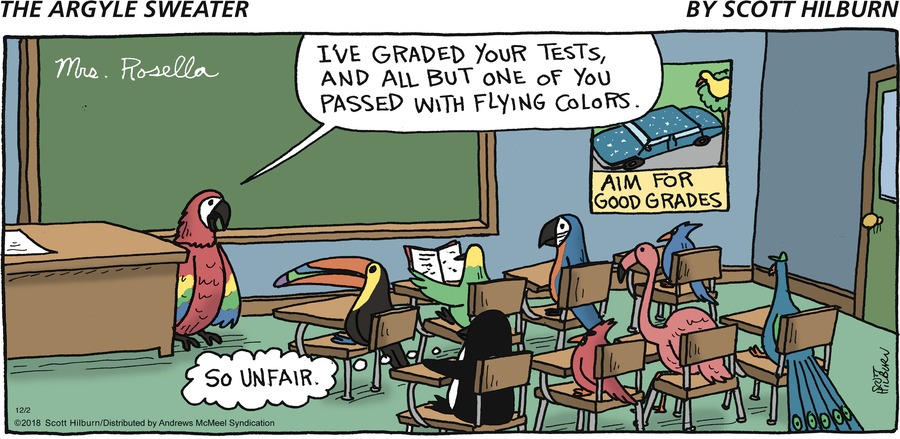 THE ARGYLE SWEATER
BY SCOTT HILBURN
Mrs. Rosella
I'VE GRADED YOUR TESTS,
AND ALL BUT ONE OF YOU
PASSED WITH FLYING COLORS.
AIM FOR
GOOD GRADES
SO UNFAIR.
SCOTT
HILBURN
12/2
©2018 Scott Hilburn/Distributed by Andrews McMeel Syndication